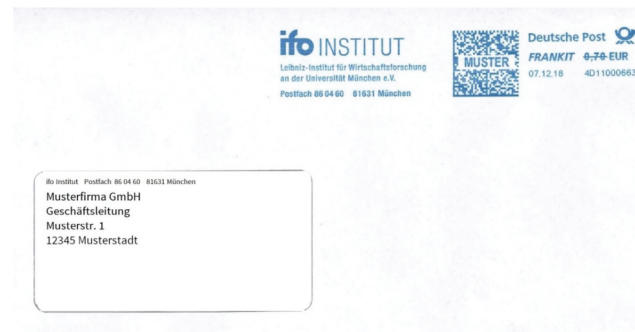 ifo INSTITUT
Leibniz-Institut für Wirtschaftsforschung
an der Universität München e.V.
Postfach 86 04 60 81631 München
MUSTER
Deutsche Post
FRANKIT 0,70 EUR
07.12.18 4D11000663
ifo Institut Postfach 86 04 60 81631 München
Musterfirma GmbH
Geschäftsleitung
Musterstr. 1
12345 Musterstadt